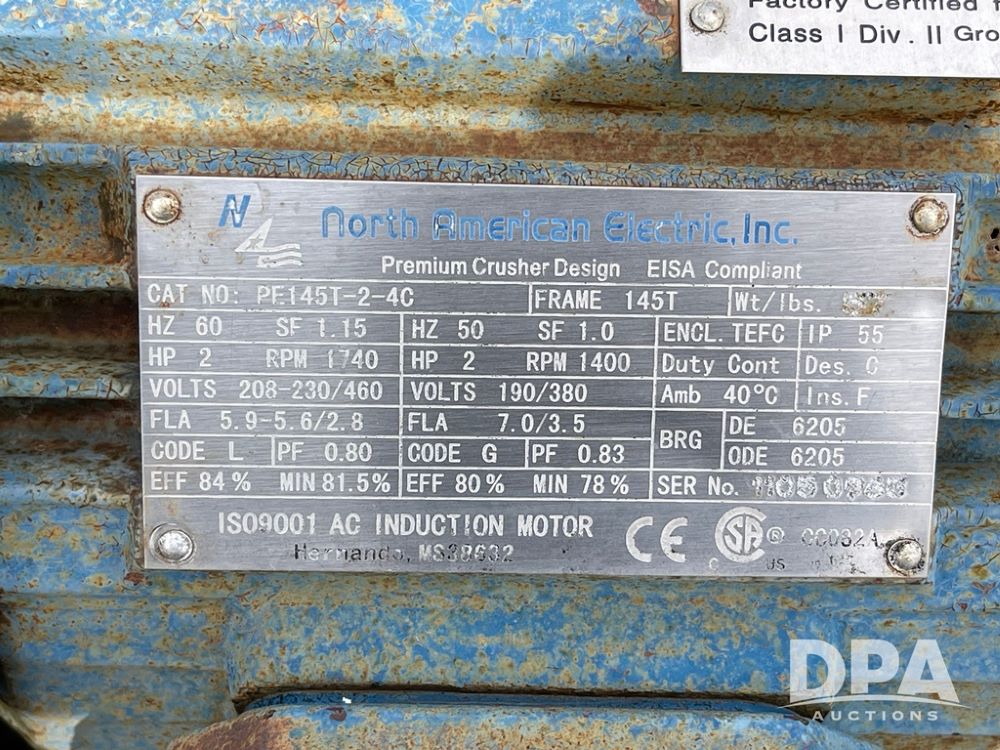 Factory Certified f
Class I Div. II Gro
North American Electric, Inc.
Premium Crusher Design EISA Compliant
CAT NO: PE145T-2-4C FRAME 145T Wt/lbs.
HZ 60 SF 1.15 HZ 50 SF 1.0 ENCL. TEFC IP 55
HP 2 RPM 1740 HP 2 RPM 1400 Duty Cont Des. C
VOLTS 208-230/460 VOLTS 190/380 Amb 40°C Ins. F
FLA 5.9-5.6/2.8 FLA 7.0/3.5 BRG DE 6205
CODE L PF 0.80 CODE G PF 0.83 ODE 6205
EFF 84% MIN 81.5% EFF 80% MIN 78% SER No.
ISO9001 AC INDUCTION MOTOR
Hernando, MS38632
CE C SA ® C US
DPA
AUCTIONS